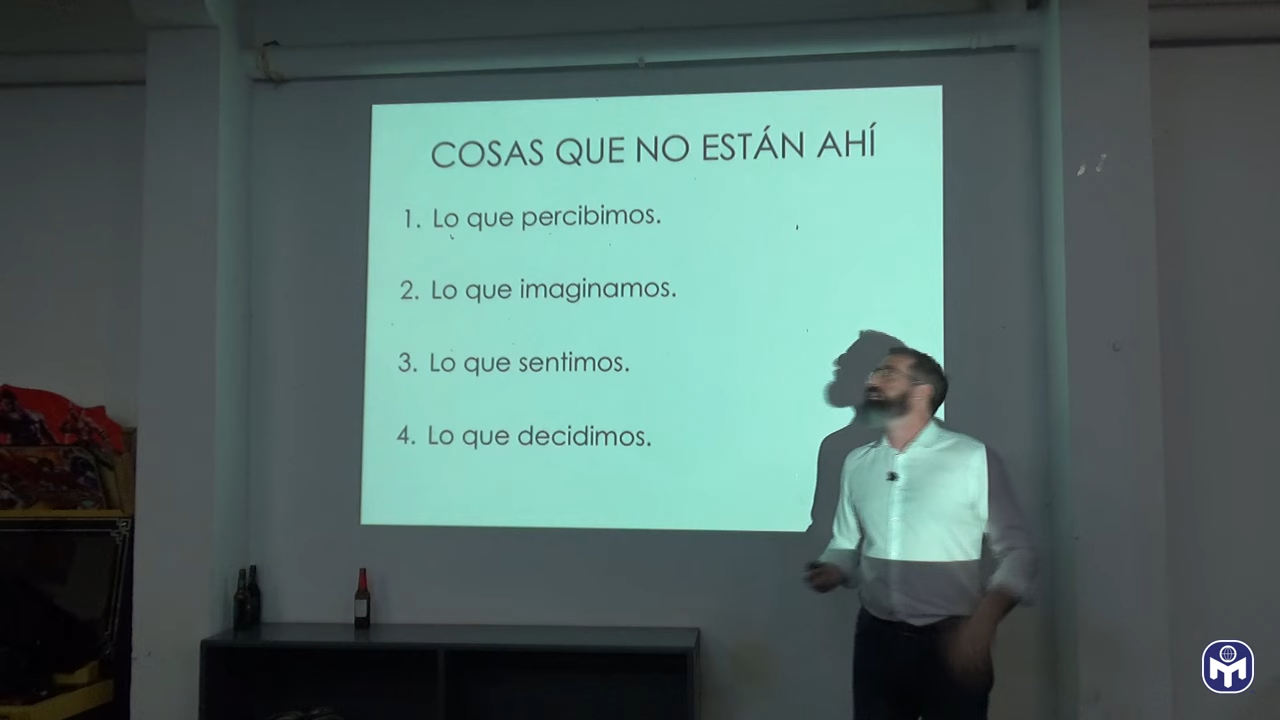 COSAS QUE NO ESTÁN AHÍ
1. Lo que percibimos.
2. Lo que imaginamos.
3. Lo que sentimos.
4. Lo que decidimos.